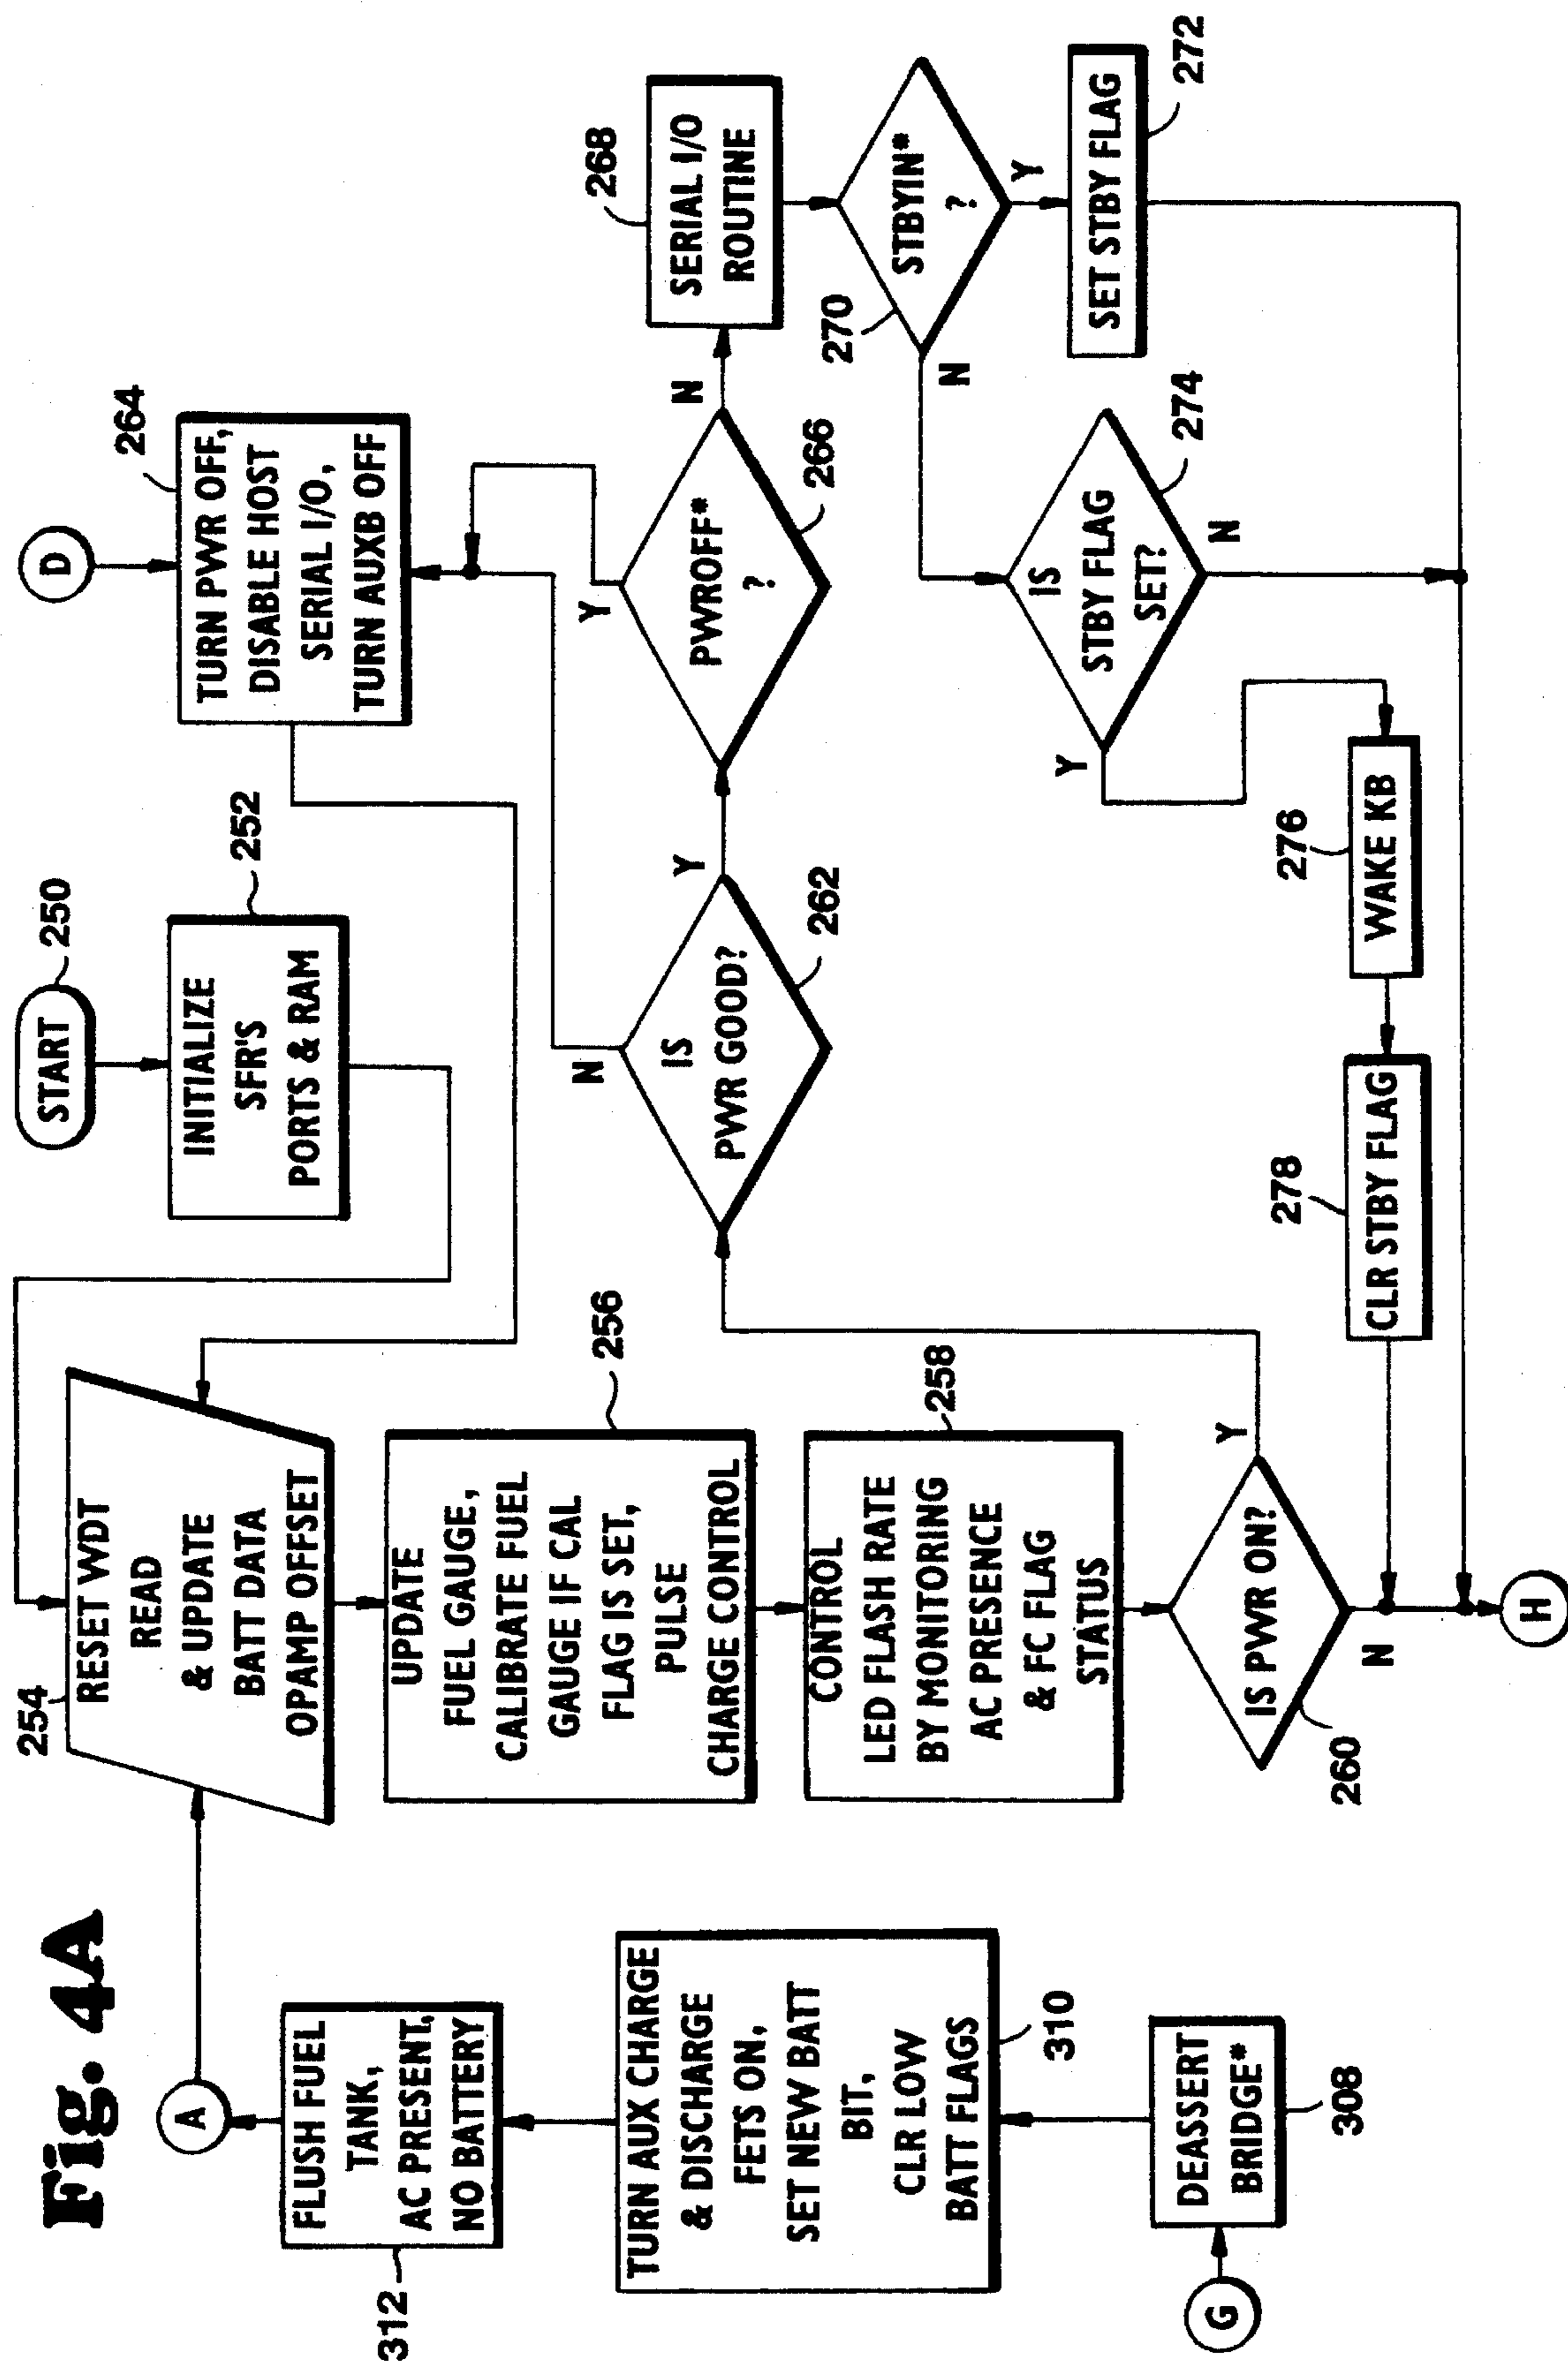 Fig. 4A
START
250
INITIALIZE
SFR'S
PORTS & RAM
252
D
TURN PWR OFF,
DISABLE HOST
SERIAL I/O,
TURN AUXB OFF
264
254
RESET WDT
READ
& UPDATE
BATT DATA
OPAMP OFFSET
A
FLUSH FUEL
TANK,
AC PRESENT,
NO BATTERY
312
UPDATE
FUEL GAUGE,
CALIBRATE FUEL
GAUGE IF CAL
FLAG IS SET,
PULSE
CHARGE CONTROL
256
IS
PWR GOOD?
262
N
Y
PWROFF*
?
266
Y
N
SERIAL I/O
ROUTINE
268
TURN AUX CHARGE
& DISCHARGE
FETS ON,
SET NEW BATT
BIT,
CLR LOW
BATT FLAGS
310
CONTROL
LED FLASH RATE
BY MONITORING
AC PRESENCE
& FC FLAG
STATUS
258
STBYIN*
?
270
N
Y
IS
STBY FLAG
SET?
274
Y
N
SET STBY FLAG
272
G
DEASSERT
BRIDGE*
308
IS PWR ON?
260
Y
N
CLR STBY FLAG
278
WAKE KB
276
H